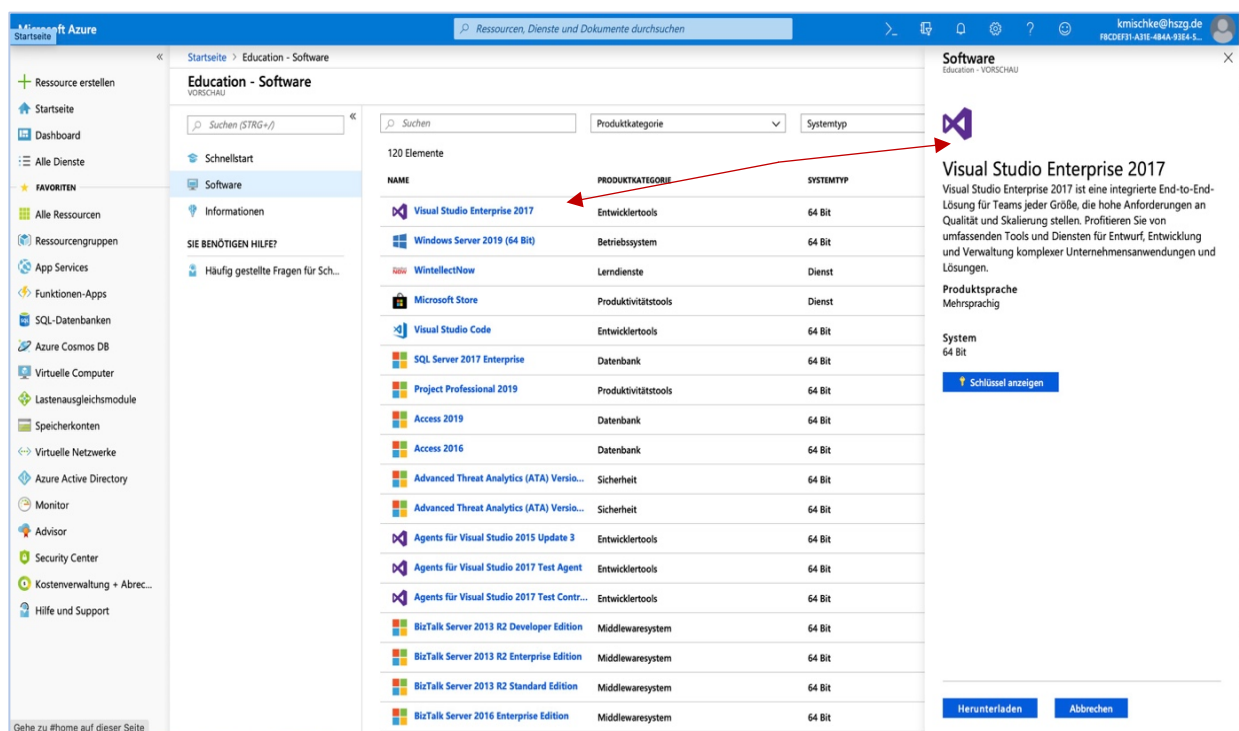 Microsoft Azure
Startseite
Ressourcen, Dienste und Dokumente durchsuchen
kmischke@hszg.de
F8CDEF31-A31E-4B4A-93E4-5...
Ressource erstellen
Startseite
Dashboard
Alle Dienste
FAVORITEN
Alle Ressourcen
Ressourcengruppen
App Services
Funktionen-Apps
SQL-Datenbanken
Azure Cosmos DB
Virtuelle Computer
Lastenausgleichsmodule
Speicherkonten
Virtuelle Netzwerke
Azure Active Directory
Monitor
Advisor
Security Center
Kostenverwaltung + Abrec...
Hilfe und Support
Gehe zu #home auf dieser Seite
Startseite > Education - Software
Education - Software
VORSCHAU
Suchen (STRG+/)
Schnellstart
Software
Informationen
SIE BENÖTIGEN HILFE?
Häufig gestellte Fragen für Sch...
Suchen
Produktkategorie
Systemtyp
120 Elemente
NAME PRODUKTKATEGORIE SYSTEMTYP
Visual Studio Enterprise 2017 Entwicklertools 64 Bit
Windows Server 2019 (64 Bit) Betriebssystem 64 Bit
WintellectNow Lerndienste Dienst
Microsoft Store Produktivitätstools Dienst
Visual Studio Code Entwicklertools 64 Bit
SQL Server 2017 Enterprise Datenbank 64 Bit
Project Professional 2019 Produktivitätstools 64 Bit
Access 2019 Datenbank 64 Bit
Access 2016 Datenbank 64 Bit
Advanced Threat Analytics (ATA) Versio... Sicherheit 64 Bit
Advanced Threat Analytics (ATA) Versio... Sicherheit 64 Bit
Agents für Visual Studio 2015 Update 3 Entwicklertools 64 Bit
Agents für Visual Studio 2017 Test Agent Entwicklertools 64 Bit
Agents für Visual Studio 2017 Test Contr... Entwicklertools 64 Bit
BizTalk Server 2013 R2 Developer Edition Middlewaresystem 64 Bit
BizTalk Server 2013 R2 Enterprise Edition Middlewaresystem 64 Bit
BizTalk Server 2013 R2 Standard Edition Middlewaresystem 64 Bit
BizTalk Server 2016 Enterprise Edition Middlewaresystem 64 Bit
Software
Education - VORSCHAU
Visual Studio Enterprise 2017
Visual Studio Enterprise 2017 ist eine integrierte End-to-End-
Lösung für Teams jeder Größe, die hohe Anforderungen an
Qualität und Skalierung stellen. Profitieren Sie von
umfassenden Tools und Diensten für Entwurf, Entwicklung
und Verwaltung komplexer Unternehmensanwendungen und
Lösungen.
Produktsprache
Mehrsprachig
System
64 Bit
Schlüssel anzeigen
Herunterladen
Abbrechen